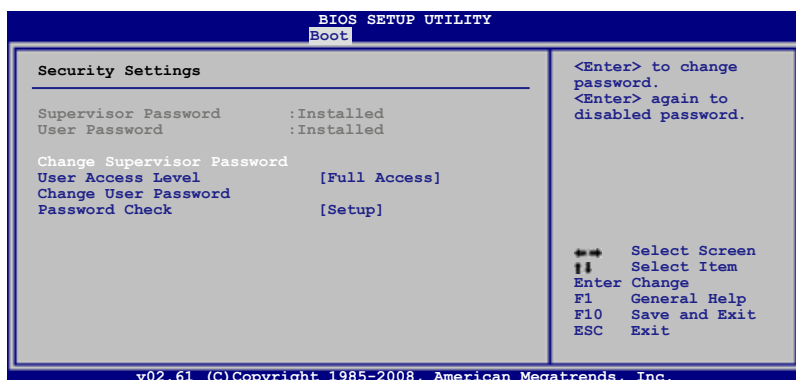 BIOS SETUP UTILITY
Boot
Security Settings
Supervisor Password :Installed
User Password :Installed
Change Supervisor Password
User Access Level [Full Access]
Change User Password
Password Check [Setup]
<Enter> to change
password.
<Enter> again to
disabled password.
Select Screen
Select Item
Enter Change
F1 General Help
F10 Save and Exit
ESC Exit
v02.61 (C)Copyright 1985-2008, American Megatrends, Inc.